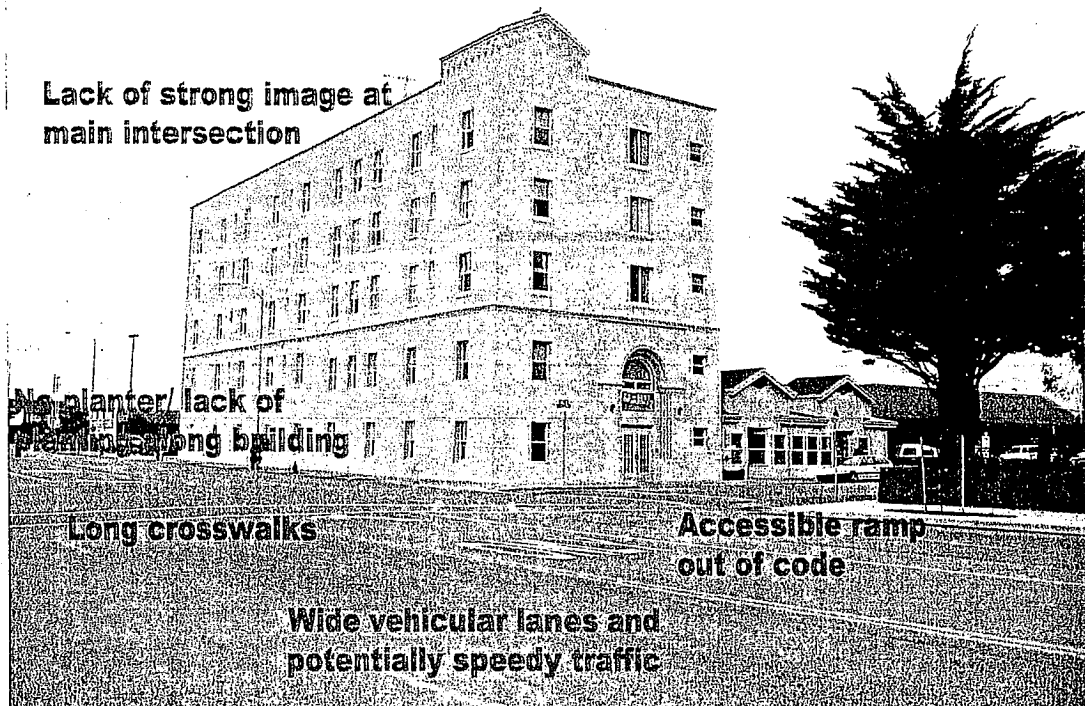 Lack of strong image at
main intersection
No planter/ lack of
planting along building
Long crosswalks
Accessible ramp
out of code
Wide vehicular lanes and
potentially speedy traffic